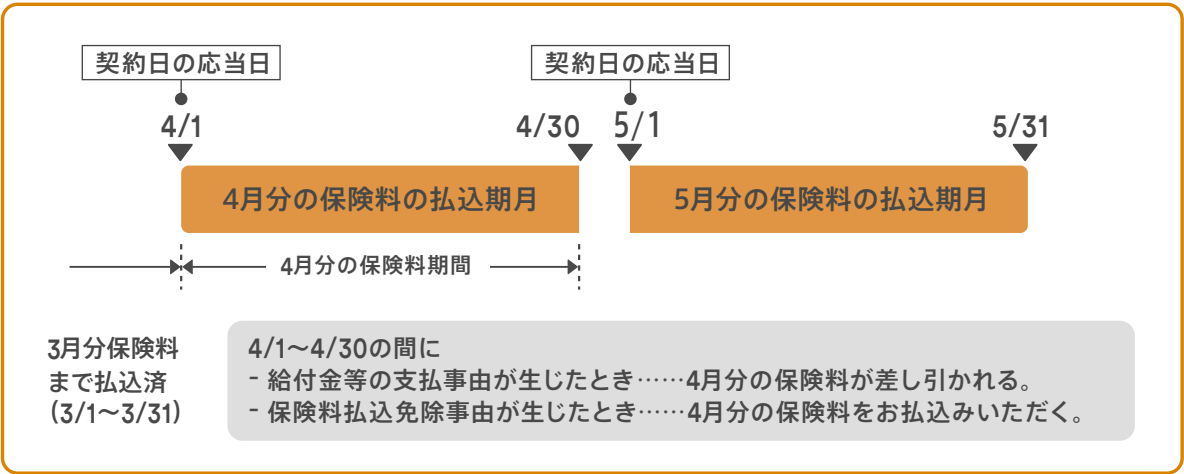 契約日の応当日
契約日の応当日
4/1
4/30
5/1
5/31
4月分の保険料の払込期月
5月分の保険料の払込期月
4月分の保険料期間
3月分保険料
まで払込済
(3/1〜3/31)
4/1〜4/30の間に
- 給付金等の支払事由が生じたとき……4月分の保険料が差し引かれる。
- 保険料払込免除事由が生じたとき……4月分の保険料をお払込みいただく。